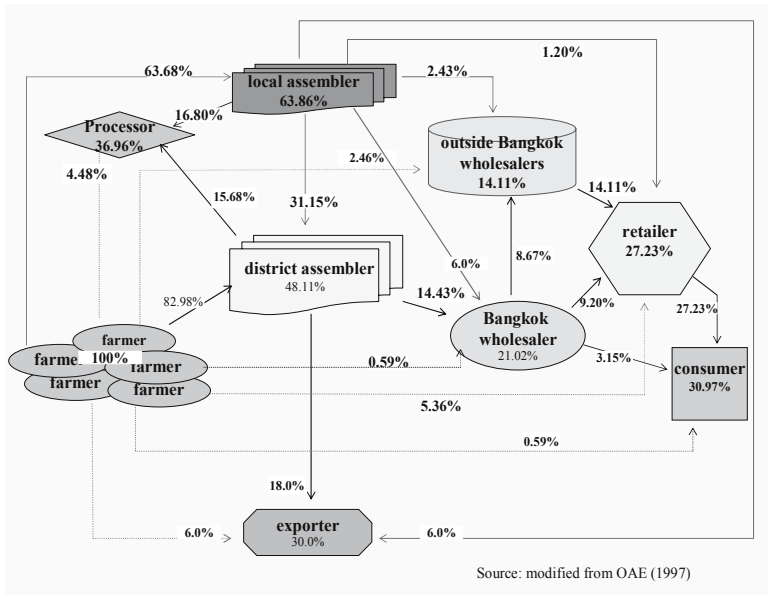 63.68%
local assembler
63.86%
2.43%
1.20%
16.80%
Processor
36.96%
4.48%
2.46%
outside Bangkok
wholesalers
14.11%
14.11%
15.68%
31.15%
retailer
27.23%
district assembler
48.11%
6.0%
8.67%
82.98%
14.43%
9.20%
27.23%
Bangkok
wholesaler
21.02%
farmer
farme
100%
farmer
farmer
farmer
0.59%
3.15%
consumer
30.97%
5.36%
0.59%
18.0%
exporter
30.0%
6.0%
6.0%
Source: modified from OAE (1997)